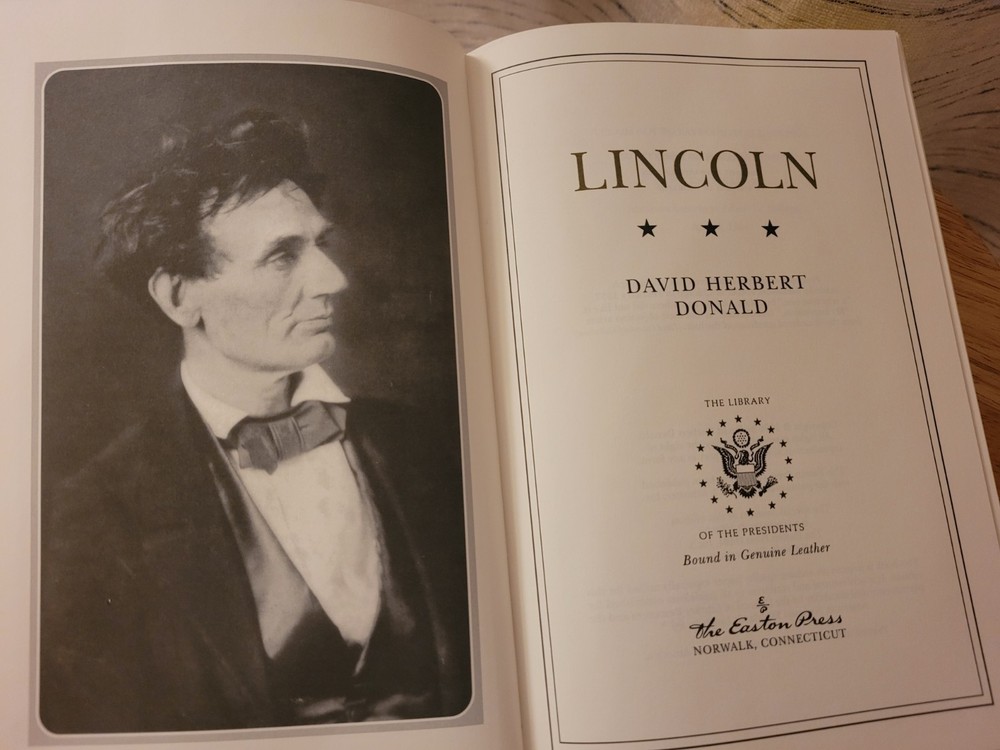 LINCOLN
DAVID HERBERT
DONALD
THE LIBRARY
OF THE PRESIDENTS
Bound in Genuine Leather
E
P
The Easton Press
NORWALK, CONNECTICUT